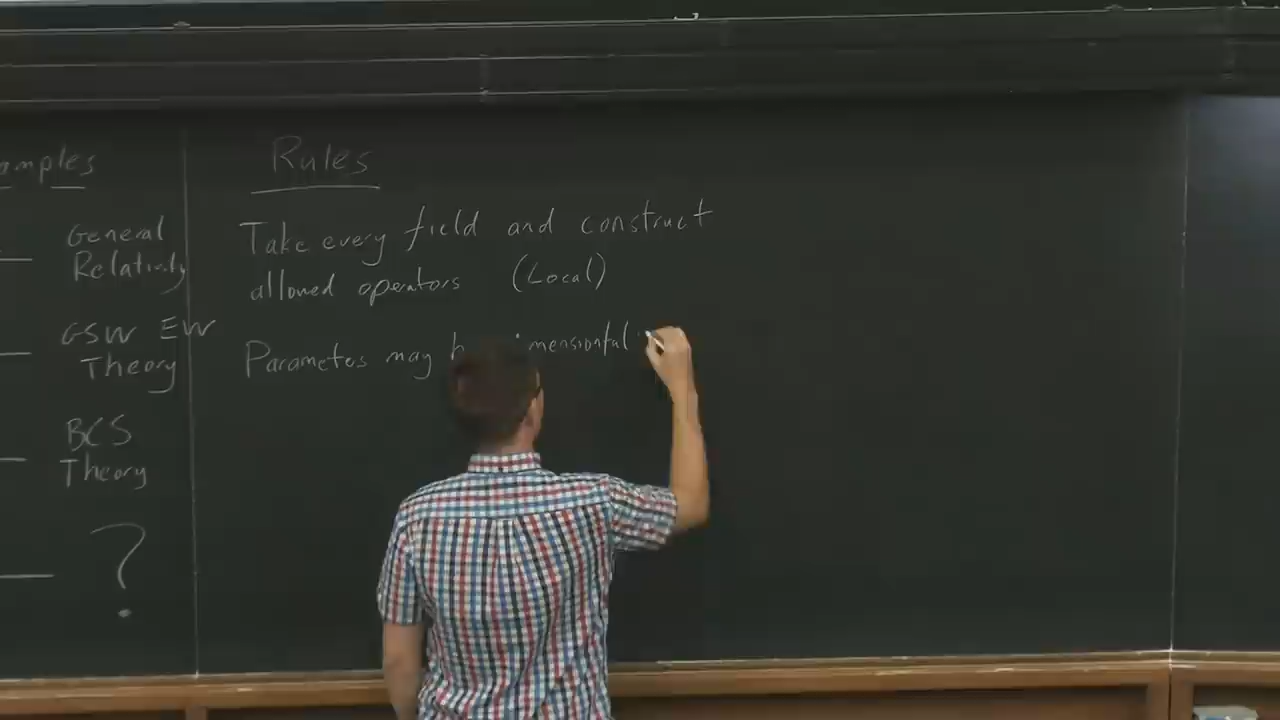 amples
General
Relativity
GSW EW
Theory
BCS
Theory
?
Rules
Take every field and construct
allowed operators (Local)
Parameters may